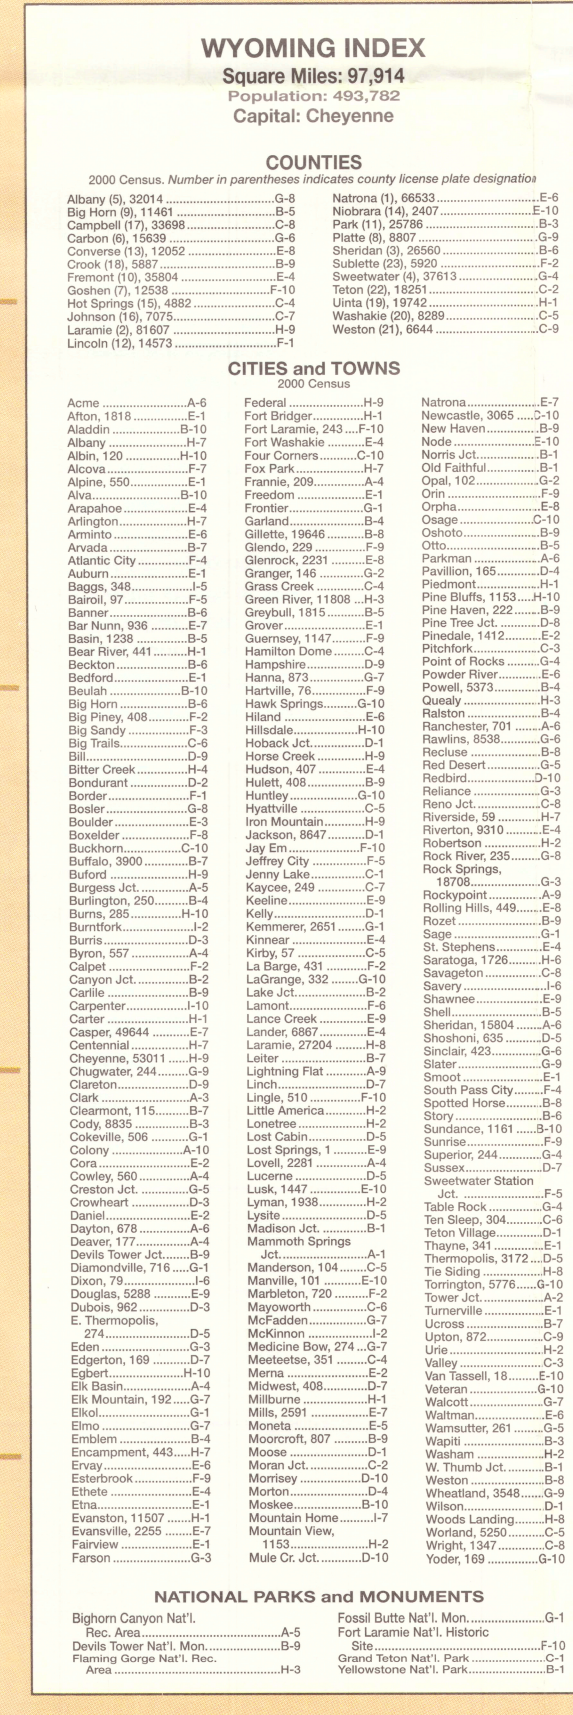 WYOMING INDEX
Square Miles: 97,914
Population: 493,782
Capital: Cheyenne
COUNTIES
2000 Census. Number in parentheses indicates county license plate designation
Albany (5), 32014 ..... G-8
Big Horn (9), 11461 ..... B-5
Campbell (17), 33698 ..... C-8
Carbon (6), 15639 ..... G-6
Converse (13), 12052 ..... E-8
Crook (18), 5887 ..... B-9
Fremont (10), 35804 ..... E-4
Goshen (7), 12538 ..... F-10
Hot Springs (15), 4882 ..... C-4
Johnson (16), 7075 ..... C-7
Laramie (2), 81607 ..... H-9
Lincoln (12), 14573 ..... F-1
Natrona (1), 66533 ..... E-6
Niobrara (14), 2407 ..... E-10
Park (11), 25786 ..... B-3
Platte (8), 8807 ..... G-9
Sheridan (3), 26560 ..... B-6
Sublette (23), 5920 ..... F-2
Sweetwater (4), 37613 ..... G-4
Teton (22), 18251 ..... C-2
Uinta (19), 19742 ..... H-1
Washakie (20), 8289 ..... C-5
Weston (21), 6644 ..... C-9
CITIES and TOWNS
2000 Census
Acme ..... A-6
Afton, 1818 ..... E-1
Aladdin ..... B-10
Albany ..... H-7
Albin, 120 ..... H-10
Alcova ..... F-7
Alpine, 550 ..... E-1
Alva ..... B-10
Arapahoe ..... E-4
Arlington ..... H-7
Arminto ..... E-6
Arvada ..... B-7
Atlantic City ..... F-4
Auburn ..... E-1
Baggs, 348 ..... I-5
Bairoil, 97 ..... F-5
Banner ..... B-6
Bar Nunn, 936 ..... E-7
Basin, 1238 ..... B-5
Bear River, 441 ..... H-1
Beckton ..... B-6
Bedford ..... E-1
Beulah ..... B-10
Big Horn ..... B-6
Big Piney, 408 ..... F-2
Big Sandy ..... F-3
Big Trails ..... C-6
Bill ..... D-9
Bitter Creek ..... H-4
Bondurant ..... D-2
Border ..... F-1
Bosler ..... G-8
Boulder ..... E-3
Boxelder ..... F-8
Buckhorn ..... C-10
Buffalo, 3900 ..... B-7
Buford ..... H-9
Burgess Jct. ..... A-5
Burlington, 250 ..... B-4
Burns, 285 ..... H-10
Burntfork ..... I-2
Burris ..... D-3
Byron, 557 ..... A-4
Calpet ..... F-2
Canyon Jct. ..... B-2
Carlile ..... B-9
Carpenter ..... I-10
Carter ..... H-1
Casper, 49644 ..... E-7
Centennial ..... H-7
Cheyenne, 53011 ..... H-9
Chugwater, 244 ..... G-9
Clareton ..... D-9
Clark ..... A-3
Clearmont, 115 ..... B-7
Cody, 8835 ..... B-3
Cokeville, 506 ..... G-1
Colony ..... A-10
Cora ..... E-2
Cowley, 560 ..... A-4
Creston Jct. ..... G-5
Crowheart ..... D-3
Daniel ..... E-2
Dayton, 678 ..... A-6
Deaver, 177 ..... A-4
Devils Tower Jct. ..... B-9
Diamondville, 716 ..... G-1
Dixon, 79 ..... I-6
Douglas, 5288 ..... E-9
Dubois, 962 ..... D-3
E. Thermopolis,
274 ..... D-5
Eden ..... G-3
Edgerton, 169 ..... D-7
Egbert ..... H-10
Elk Basin ..... A-4
Elk Mountain, 192 ..... G-7
Elkol ..... G-1
Elmo ..... G-7
Emblem ..... B-4
Encampment, 443 ..... H-7
Ervay ..... E-6
Esterbrook ..... F-9
Ethete ..... E-4
Etna ..... E-1
Evanston, 11507 ..... H-1
Evansville, 2255 ..... E-7
Fairview ..... E-1
Farson ..... G-3
Federal ..... H-9
Fort Bridger ..... H-1
Fort Laramie, 243 ..... F-10
Fort Washakie ..... E-4
Four Corners ..... C-10
Fox Park ..... H-7
Frannie, 209 ..... A-4
Freedom ..... E-1
Frontier ..... G-1
Garland ..... B-4
Gillette, 19646 ..... B-8
Glendo, 229 ..... F-9
Glenrock, 2231 ..... E-8
Granger, 146 ..... G-2
Grass Creek ..... C-4
Green River, 11808 ... H-3
Greybull, 1815 ..... B-5
Grover ..... E-1
Guernsey, 1147 ..... F-9
Hamilton Dome ..... C-4
Hampshire ..... D-9
Hanna, 873 ..... G-7
Hartville, 76 ..... F-9
Hawk Springs ..... G-10
Hiland ..... E-6
Hillsdale ..... H-10
Hoback Jct. ..... D-1
Horse Creek ..... H-9
Hudson, 407 ..... E-4
Hulett, 408 ..... B-9
Huntley ..... G-10
Hyattville ..... C-5
Iron Mountain ..... H-9
Jackson, 8647 ..... D-1
Jay Em ..... F-10
Jeffrey City ..... F-5
Jenny Lake ..... C-1
Kaycee, 249 ..... C-7
Keeline ..... E-9
Kelly ..... D-1
Kemmerer, 2651 ..... G-1
Kinnear ..... E-4
Kirby, 57 ..... C-5
La Barge, 431 ..... F-2
LaGrange, 332 ..... G-10
Lake Jct. ..... B-2
Lamont ..... F-6
Lance Creek ..... E-9
Lander, 6867 ..... E-4
Laramie, 27204 ..... H-8
Leiter ..... B-7
Lightning Flat ..... A-9
Linch ..... D-7
Lingle, 510 ..... F-10
Little America ..... H-2
Lonetree ..... H-2
Lost Cabin ..... D-5
Lost Springs, 1 ..... E-9
Lovell, 2281 ..... A-4
Lucerne ..... D-5
Lusk, 1447 ..... E-10
Lyman, 1938 ..... H-2
Lysite ..... D-5
Madison Jct. ..... B-1
Mammoth Springs
Jct. ..... A-1
Manderson, 104 ..... C-5
Manville, 101 ..... E-10
Marbleton, 720 ..... F-2
Mayoworth ..... C-6
McFadden ..... G-7
McKinnon ..... I-2
Medicine Bow, 274 ... G-7
Meeteetse, 351 ..... C-4
Merna ..... E-2
Midwest, 408 ..... D-7
Millburne ..... H-1
Mills, 2591 ..... E-7
Moneta ..... E-5
Moorcroft, 807 ..... B-9
Moose ..... D-1
Moran Jct. ..... C-2
Morrisey ..... D-10
Morton ..... D-4
Moskee ..... B-10
Mountain Home ..... I-7
Mountain View,
1153 ..... H-2
Mule Cr. Jct. ..... D-10
Natrona ..... E-7
Newcastle, 3065 ..... C-10
New Haven ..... B-9
Node ..... E-10
Norris Jct. ..... B-1
Old Faithful ..... B-1
Opal, 102 ..... G-2
Orin ..... F-9
Orpha ..... E-8
Osage ..... C-10
Oshoto ..... B-9
Otto ..... B-5
Parkman ..... A-6
Pavillion, 165 ..... D-4
Piedmont ..... H-1
Pine Bluffs, 1153 .... H-10
Pine Haven, 222 ..... B-9
Pine Tree Jct. ..... D-8
Pinedale, 1412 ..... E-2
Pitchfork ..... C-3
Point of Rocks ..... G-4
Powder River ..... E-6
Powell, 5373 ..... B-4
Quealy ..... H-3
Ralston ..... B-4
Ranchester, 701 ..... A-6
Rawlins, 8538 ..... G-6
Recluse ..... B-8
Red Desert ..... G-5
Redbird ..... D-10
Reliance ..... G-3
Reno Jct. ..... C-8
Riverside, 59 ..... H-7
Riverton, 9310 ..... E-4
Robertson ..... H-2
Rock River, 235 ..... G-8
Rock Springs,
18708 ..... G-3
Rockypoint ..... A-9
Rolling Hills, 449 ..... E-8
Rozet ..... B-9
Sage ..... G-1
St. Stephens ..... E-4
Saratoga, 1726 ..... H-6
Savageton ..... C-8
Savery ..... I-6
Shawnee ..... E-9
Shell ..... B-5
Sheridan, 15804 ..... A-6
Shoshoni, 635 ..... D-5
Sinclair, 423 ..... G-6
Slater ..... G-9
Smoot ..... E-1
South Pass City ..... F-4
Spotted Horse ..... B-8
Story ..... B-6
Sundance, 1161 ..... B-10
Sunrise ..... F-9
Superior, 244 ..... G-4
Sussex ..... D-7
Sweetwater Station
Jct. ..... F-5
Table Rock ..... G-4
Ten Sleep, 304 ..... C-6
Teton Village ..... D-1
Thayne, 341 ..... E-1
Thermopolis, 3172 .... D-5
Tie Siding ..... H-8
Torrington, 5776 ..... G-10
Tower Jct. ..... A-2
Turnerville ..... E-1
Ucross ..... B-7
Upton, 872 ..... C-9
Urie ..... H-2
Valley ..... C-3
Van Tassell, 18 ..... E-10
Veteran ..... G-10
Walcott ..... G-7
Waltman ..... E-6
Wamsutter, 261 ..... G-5
Wapiti ..... B-3
Washam ..... H-2
W. Thumb Jct. ..... B-1
Weston ..... B-8
Wheatland, 3548 ..... G-9
Wilson ..... D-1
Woods Landing ..... H-8
Worland, 5250 ..... C-5
Wright, 1347 ..... C-8
Yoder, 169 ..... G-10
NATIONAL PARKS and MONUMENTS
Bighorn Canyon Nat'l.
Rec. Area ..... A-5
Devils Tower Nat'l. Mon. ..... B-9
Flaming Gorge Nat'l. Rec.
Area ..... H-3
Fossil Butte Nat'l. Mon. ..... G-1
Fort Laramie Nat'l. Historic
Site ..... F-10
Grand Teton Nat'l. Park ..... C-1
Yellowstone Nat'l. Park ..... B-1